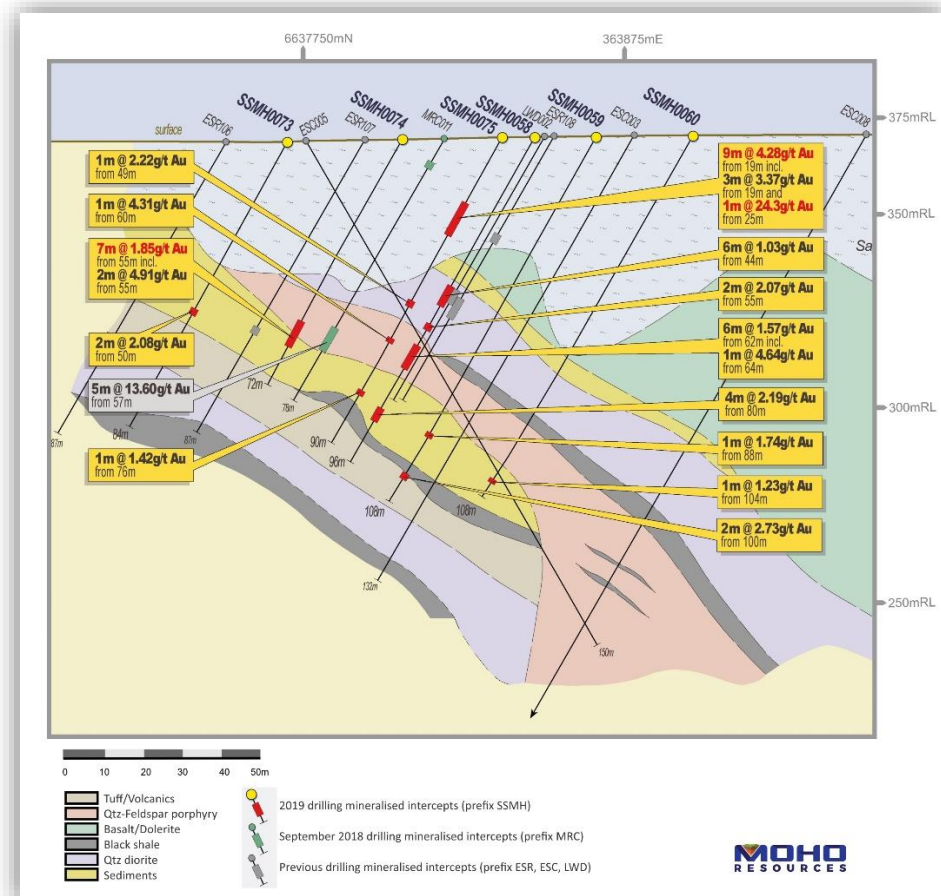 6637750mN
363875mE
surface
ESR106
SSMH0073
ESC005
ESR107
SSMH0074
MRC011
SSMH0075
SSMH0058
LWD002
ESR108
SSMH0059
ESC003
SSMH0060
ESC008
375mRL
350mRL
300mRL
250mRL
Sa
1m @ 2.22g/t Au
from 49m
1m @ 4.31g/t Au
from 60m
7m @ 1.85g/t Au
from 55m incl.
2m @ 4.91g/t Au
from 55m
2m @ 2.08g/t Au
from 50m
5m @ 13.60g/t Au
from 57m
1m @ 1.42g/t Au
from 76m
9m @ 4.28g/t Au
from 19m incl.
3m @ 3.37g/t Au
from 19m and
1m @ 24.3g/t Au
from 25m
6m @ 1.03g/t Au
from 44m
2m @ 2.07g/t Au
from 55m
6m @ 1.57g/t Au
from 62m incl.
1m @ 4.64g/t Au
from 64m
4m @ 2.19g/t Au
from 80m
1m @ 1.74g/t Au
from 88m
1m @ 1.23g/t Au
from 104m
2m @ 2.73g/t Au
from 100m
87m
84m
87m
72m
78m
90m
96m
108m
108m
132m
150m
0 10 20 30 40 50m
Tuff/Volcanics
Qtz-Feldspar porphyry
Basalt/Dolerite
Black shale
Qtz diorite
Sediments
2019 drilling mineralised intercepts (prefix SSMH)
September 2018 drilling mineralised intercepts (prefix MRC)
Previous drilling mineralised intercepts (prefix ESR, ESC, LWD)
MOHO
RESOURCES